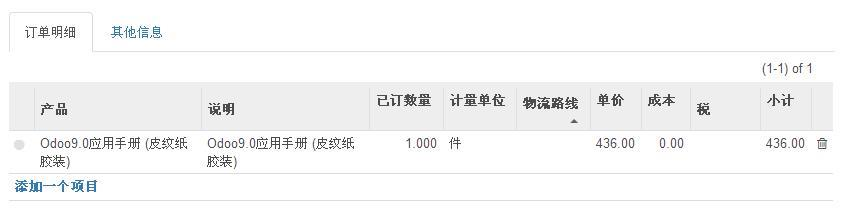 订单明细 其他信息
(1-1) of 1
产品 说明 已订数量 计量单位 物流路线 单价 成本 税 小计
Odoo9.0应用手册 (皮纹纸 Odoo9.0应用手册 (皮纹纸 1.000 件 436.00 0.00 436.00
胶装) 胶装)
添加一个项目